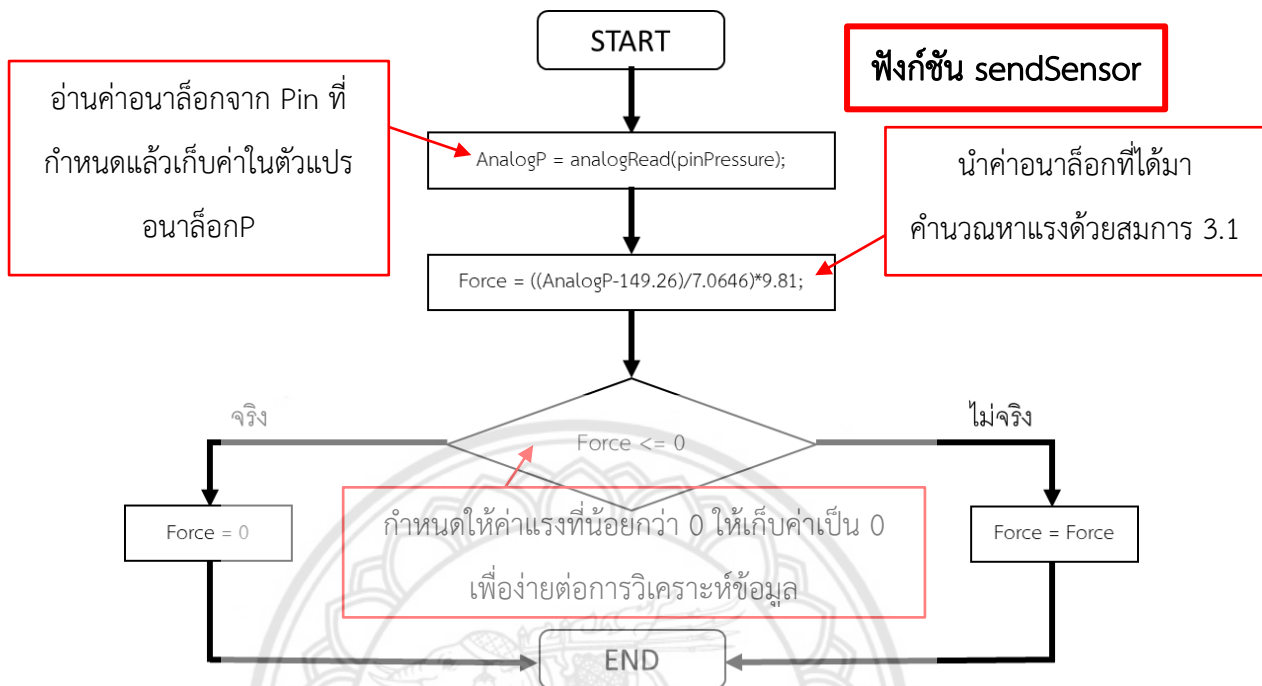 START
ฟังก์ชัน sendSensor
อ่านค่าอนาล็อกจาก Pin ที่
กำหนดแล้วเก็บค่าในตัวแปร
อนาล็อกP
AnalogP = analogRead(pinPressure);
นำค่าอนาล็อกที่ได้มา
คำนวณหาแรงด้วยสมการ 3.1
Force = ((AnalogP-149.26)/7.0646)*9.81;
จริง
ไม่จริง
Force <= 0
Force = 0
กำหนดให้ค่าแรงที่น้อยกว่า 0 ให้เก็บค่าเป็น 0
เพื่อง่ายต่อการวิเคราะห์ข้อมูล
Force = Force
END